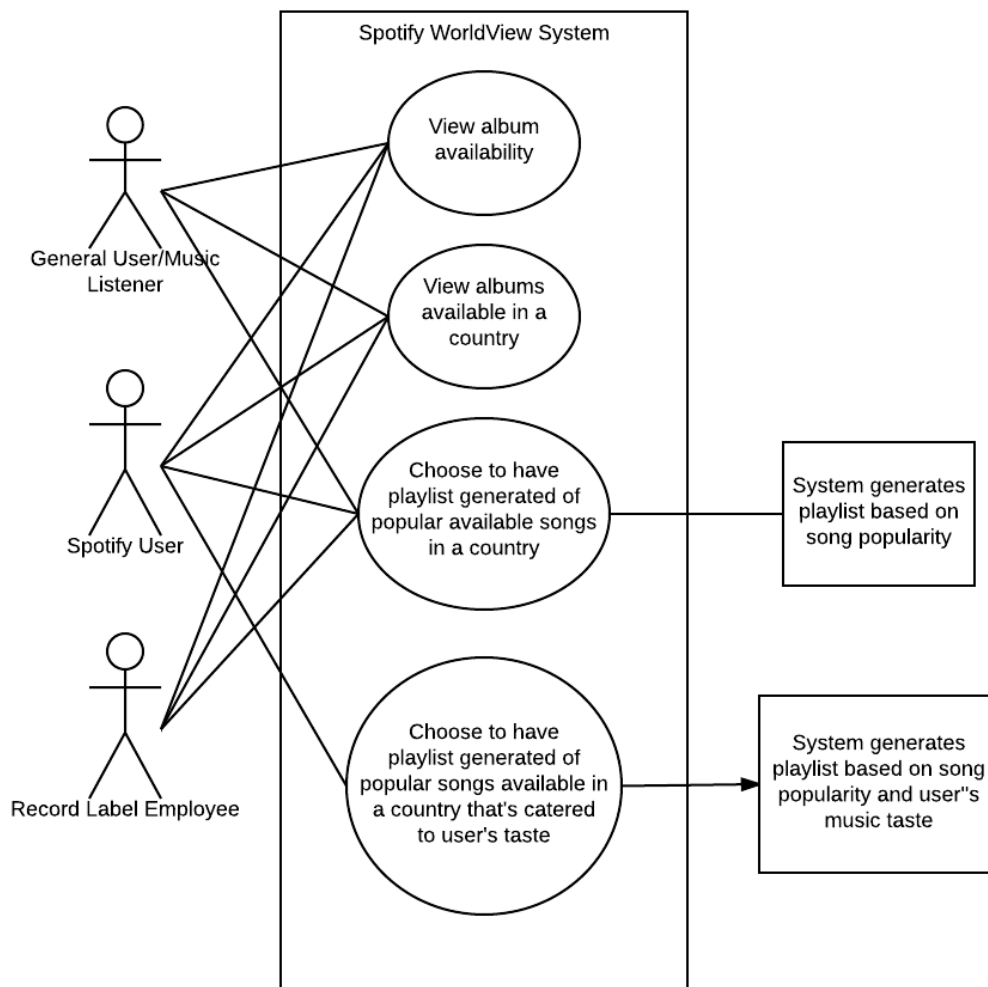 Spotify WorldView System
View album
availability
General User/Music
Listener
View albums
available in a
country
Spotify User
Choose to have
playlist generated of
popular available songs
in a country
System generates
playlist based on
song popularity
Record Label Employee
Choose to have
playlist generated of
popular songs available in
a country that's catered
to user's taste
System generates
playlist based on song
popularity and user"s
music taste